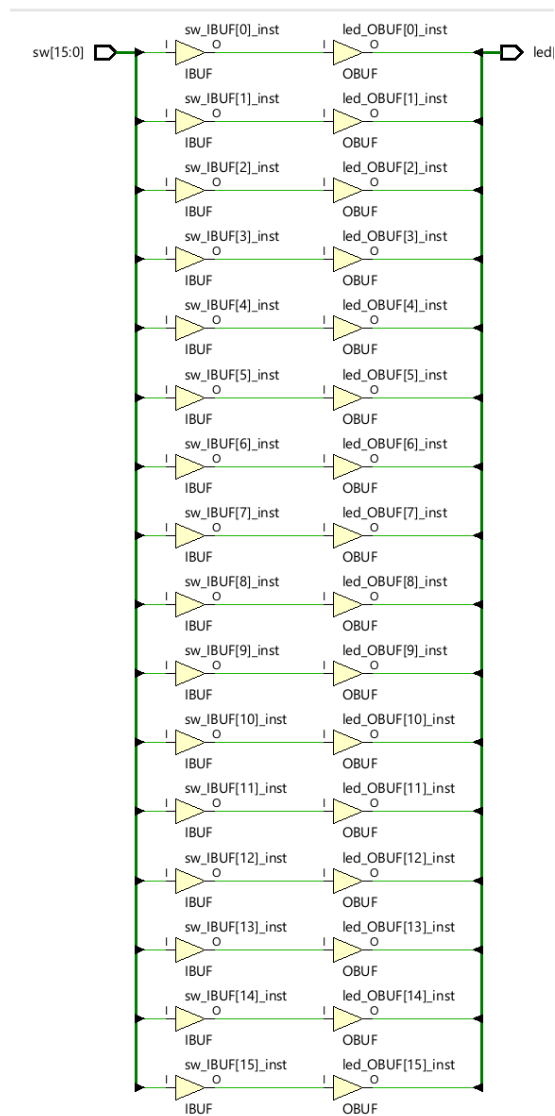 sw_IBUF[0]_inst led_OBUF[0]_inst
sw[15:0] I O I O led[
IBUF OBUF
sw_IBUF[1]_inst led_OBUF[1]_inst
I O I O
IBUF OBUF
sw_IBUF[2]_inst led_OBUF[2]_inst
I O I O
IBUF OBUF
sw_IBUF[3]_inst led_OBUF[3]_inst
I O I O
IBUF OBUF
sw_IBUF[4]_inst led_OBUF[4]_inst
I O I O
IBUF OBUF
sw_IBUF[5]_inst led_OBUF[5]_inst
I O I O
IBUF OBUF
sw_IBUF[6]_inst led_OBUF[6]_inst
I O I O
IBUF OBUF
sw_IBUF[7]_inst led_OBUF[7]_inst
I O I O
IBUF OBUF
sw_IBUF[8]_inst led_OBUF[8]_inst
I O I O
IBUF OBUF
sw_IBUF[9]_inst led_OBUF[9]_inst
I O I O
IBUF OBUF
sw_IBUF[10]_inst led_OBUF[10]_inst
I O I O
IBUF OBUF
sw_IBUF[11]_inst led_OBUF[11]_inst
I O I O
IBUF OBUF
sw_IBUF[12]_inst led_OBUF[12]_inst
I O I O
IBUF OBUF
sw_IBUF[13]_inst led_OBUF[13]_inst
I O I O
IBUF OBUF
sw_IBUF[14]_inst led_OBUF[14]_inst
I O I O
IBUF OBUF
sw_IBUF[15]_inst led_OBUF[15]_inst
I O I O
IBUF OBUF